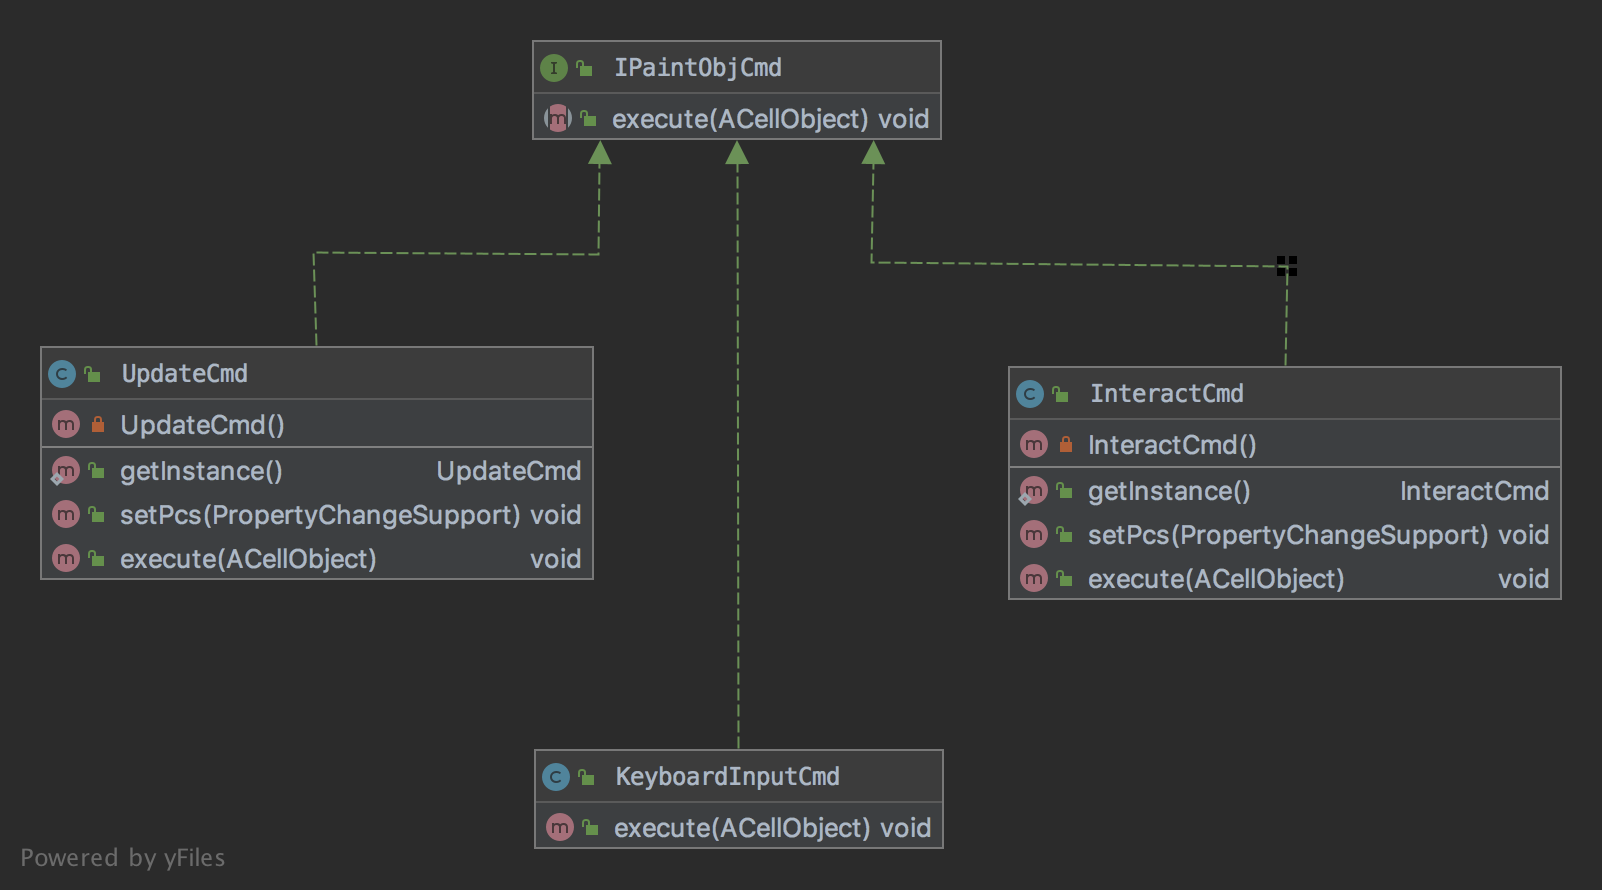 I IPaintObjCmd
m execute(ACellObject) void
C UpdateCmd
m UpdateCmd()
m getInstance() UpdateCmd
m setPcs(PropertyChangeSupport) void
m execute(ACellObject) void
C InteractCmd
m InteractCmd()
m getInstance() InteractCmd
m setPcs(PropertyChangeSupport) void
m execute(ACellObject) void
C KeyboardInputCmd
m execute(ACellObject) void
Powered by yFiles